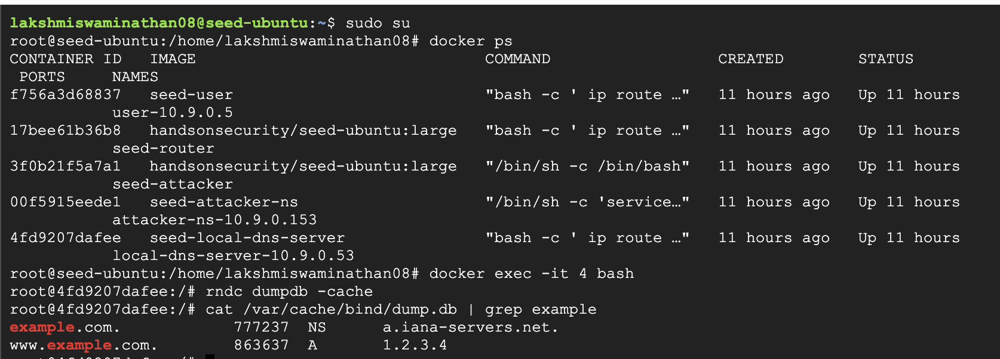 lakshmiswaminathan08@seed-ubuntu:~$ sudo su
root@seed-ubuntu:/home/lakshmiswaminathan08# docker ps
CONTAINER ID   IMAGE                               COMMAND                  CREATED        STATUS
 PORTS     NAMES
f756a3d68837   seed-user                           "bash -c ' ip route …"   11 hours ago   Up 11 hours
           user-10.9.0.5
17bee61b36b8   handsonsecurity/seed-ubuntu:large   "bash -c ' ip route …"   11 hours ago   Up 11 hours
           seed-router
3f0b21f5a7a1   handsonsecurity/seed-ubuntu:large   "/bin/sh -c /bin/bash"   11 hours ago   Up 11 hours
           seed-attacker
00f5915eede1   seed-attacker-ns                    "/bin/sh -c 'service…"   11 hours ago   Up 11 hours
           attacker-ns-10.9.0.153
4fd9207dafee   seed-local-dns-server               "bash -c ' ip route …"   11 hours ago   Up 11 hours
           local-dns-server-10.9.0.53
root@seed-ubuntu:/home/lakshmiswaminathan08# docker exec -it 4 bash
root@4fd9207dafee:/# rndc dumpdb -cache
root@4fd9207dafee:/# cat /var/cache/bind/dump.db | grep example
example.com.            777237  NS      a.iana-servers.net.
www.example.com.        863637  A       1.2.3.4
root@4fd9207dafee:/#